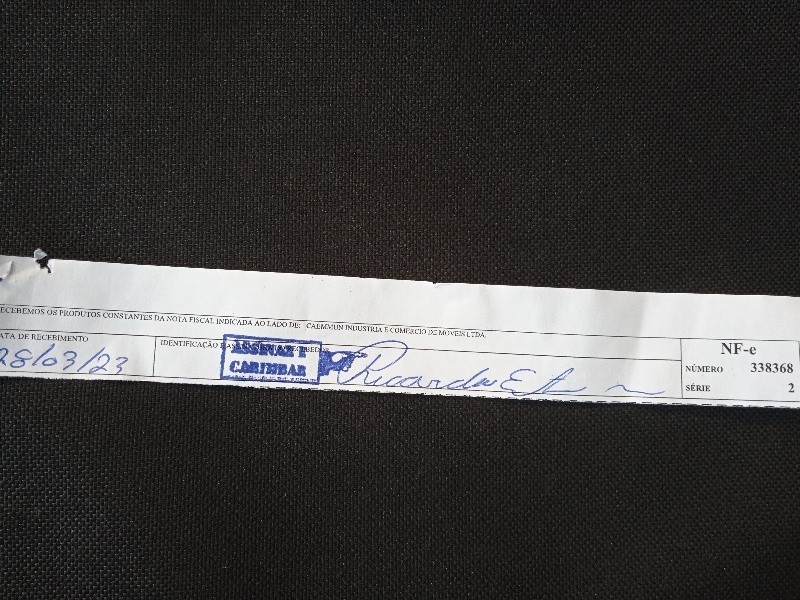 RECEBEMOS OS PRODUTOS CONSTANTES DA NOTA FISCAL INDICADA AO LADO DE: CAEMMUN INDUSTRIA E COMERCIO DE MOVEIS LTDA.
DATA DE RECEBIMENTO
28/03/23
IDENTIFICAÇÃO E
ASSINAR E
CARIMBAR
Ricardo
NF-e
NÚMERO 338368
SÉRIE 2